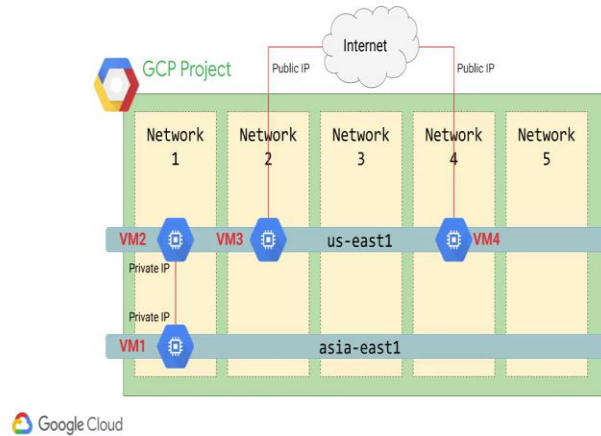 Internet
Public IP
Public IP
GCP Project
Network
1
Network
2
Network
3
Network
4
Network
5
VM2
VM3
us-east1
VM4
Private IP
Private IP
VM1
asia-east1
Google Cloud